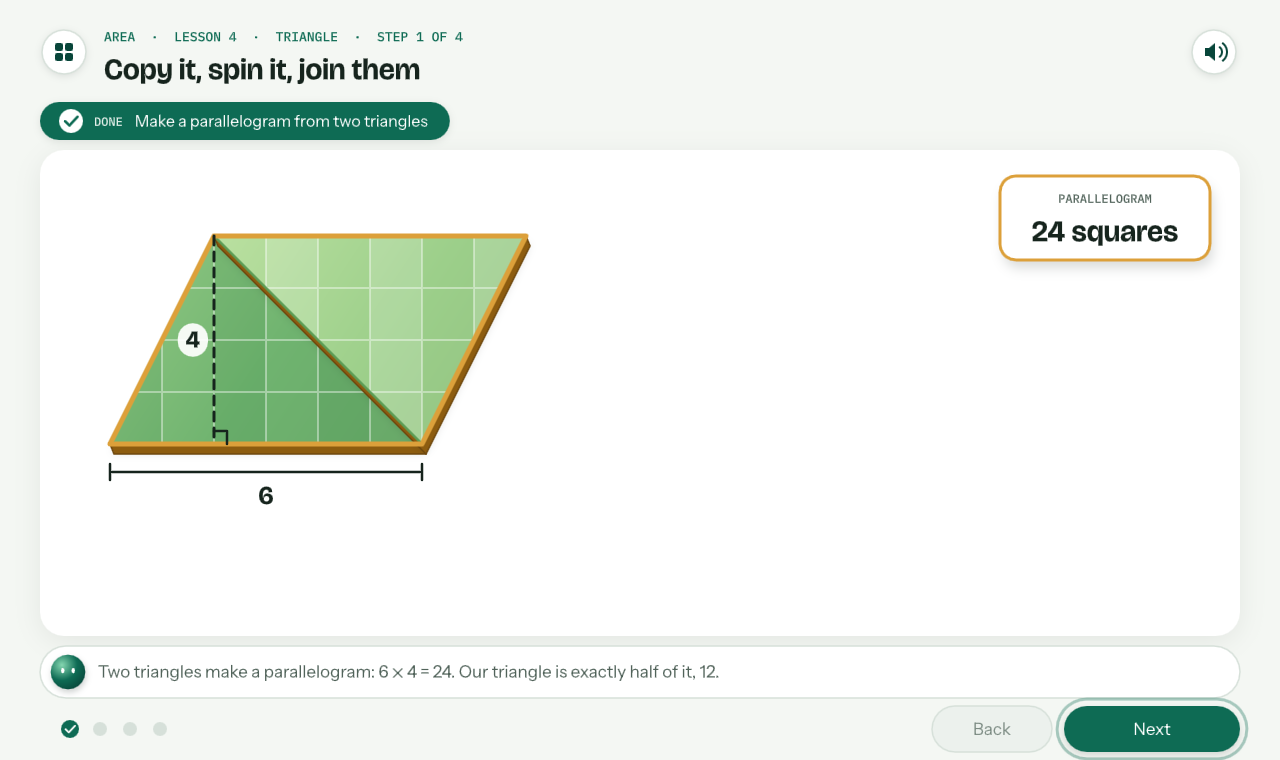 AREA · LESSON 4 · TRIANGLE · STEP 1 OF 4
Copy it, spin it, join them
DONE Make a parallelogram from two triangles
PARALLELOGRAM
24 squares
4
6
Two triangles make a parallelogram: 6 × 4 = 24. Our triangle is exactly half of it, 12.
Back
Next